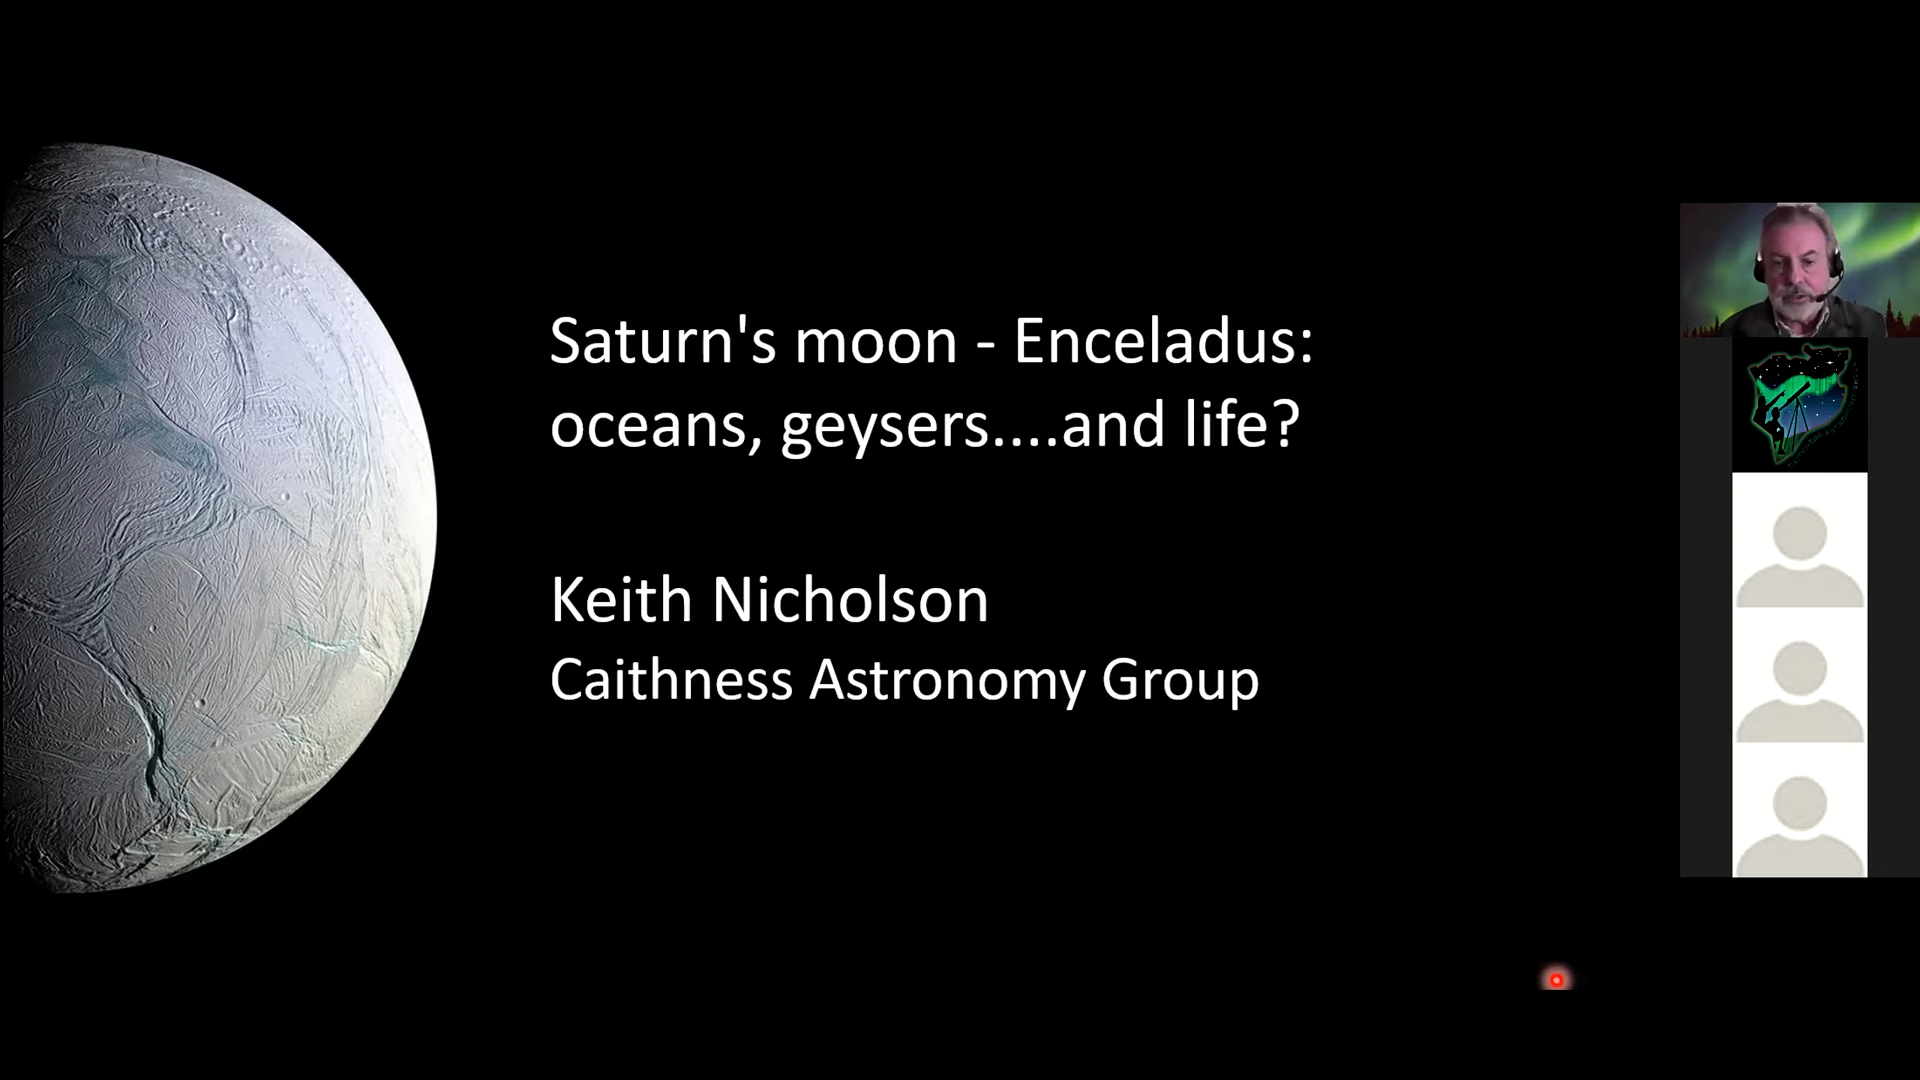 Saturn's moon - Enceladus:
oceans, geysers....and life?
Keith Nicholson
Caithness Astronomy Group